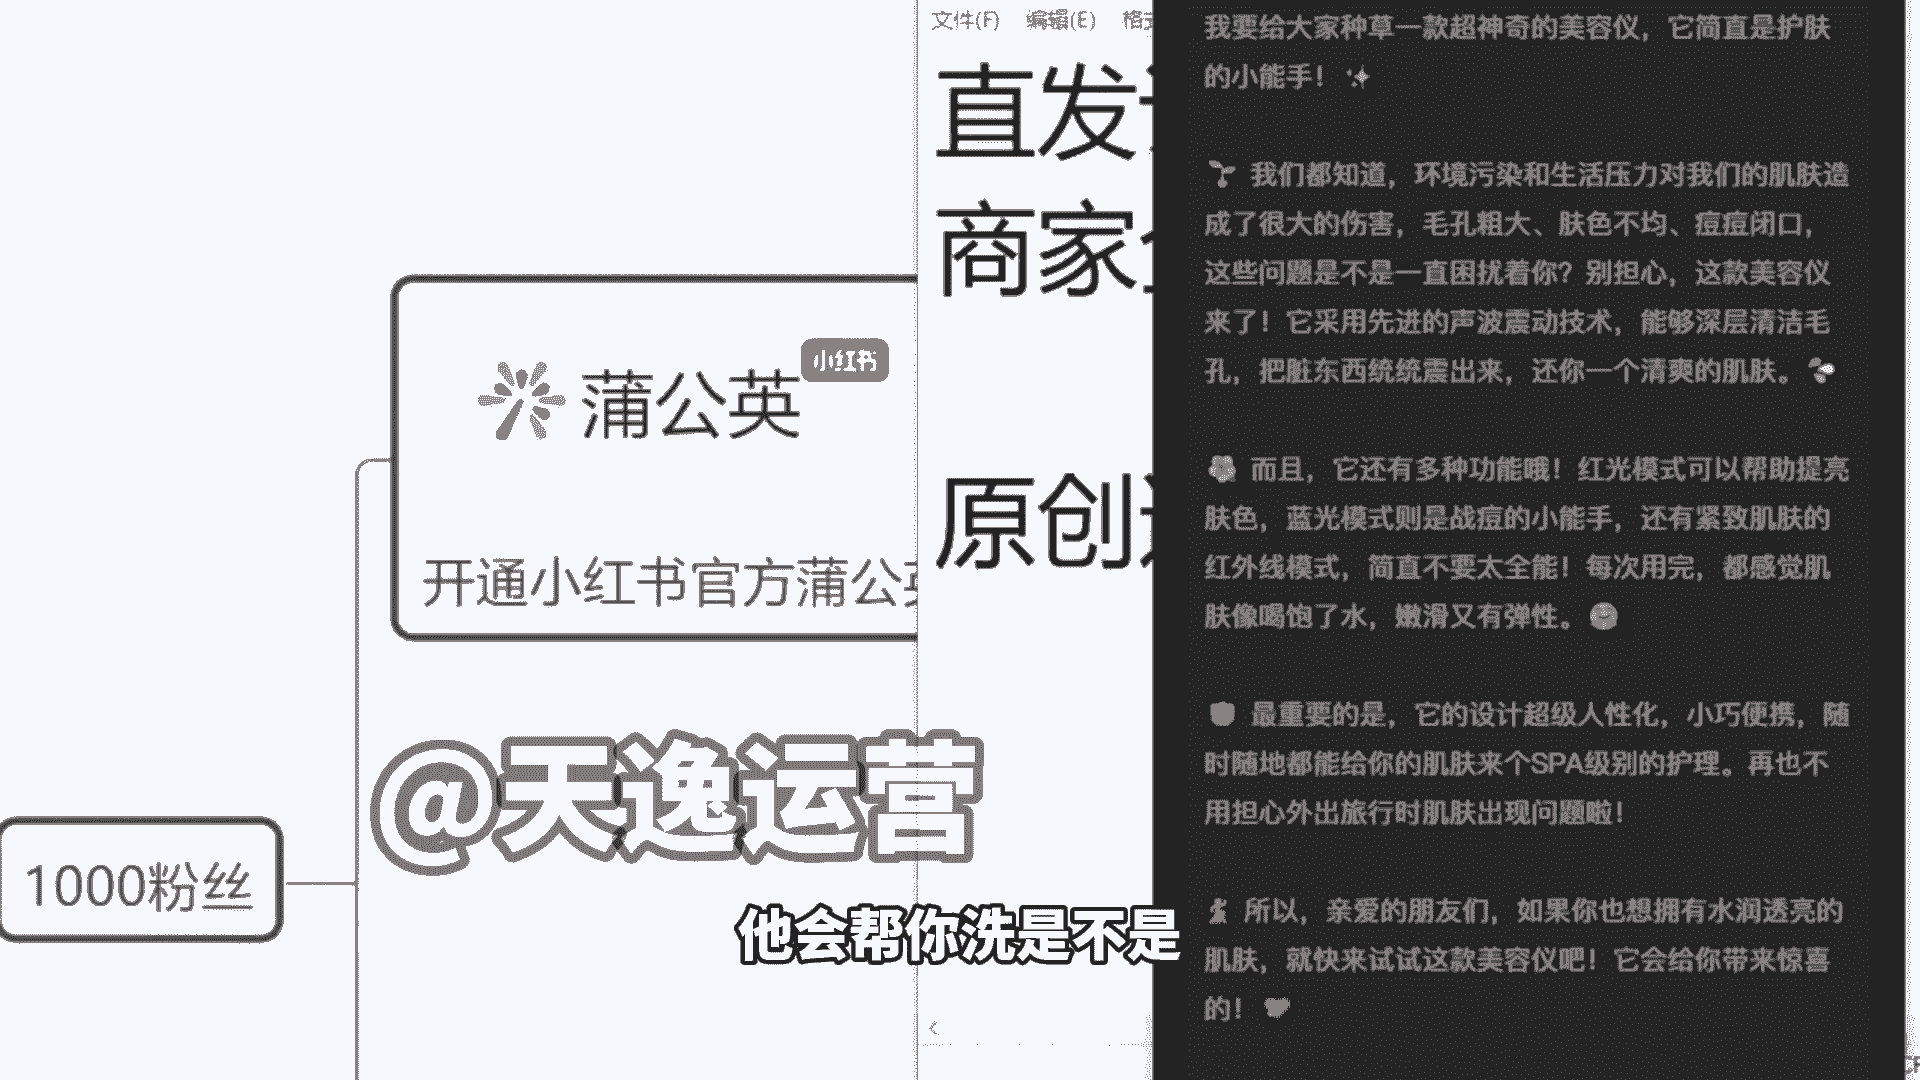 文件(F) 编辑(E)
直发
商家
原创
小红书
蒲公英
开通小红书官方蒲公
1000粉丝
@天逸运营
他会帮你洗是不是
我要给大家种草一款超神奇的美容仪，它简直是护肤
的小能手！
我们都知道，环境污染和生活压力对我们的肌肤造
成了很大的伤害，毛孔粗大、肤色不均、痘痘闭口，
这些问题是不是一直困扰着你？别担心，这款美容仪
来了！它采用先进的声波震动技术，能够深层清洁毛
孔，把脏东西统统震出来，还你一个清爽的肌肤。
而且，它还有多种功能哦！红光模式可以帮助提亮
肤色，蓝光模式则是战痘的小能手，还有紧致肌肤的
红外线模式，简直不要太全能！每次用完，都感觉肌
肤像喝饱了水，嫩滑又有弹性。
最重要的是，它的设计超级人性化，小巧便携，随
时随地都能给你的肌肤来个SPA级别的护理。再也不
用担心外出旅行时肌肤出现问题啦！
所以，亲爱的朋友们，如果你也想拥有水润透亮的
肌肤，就快来试试这款美容仪吧！它会给你带来惊喜
的！